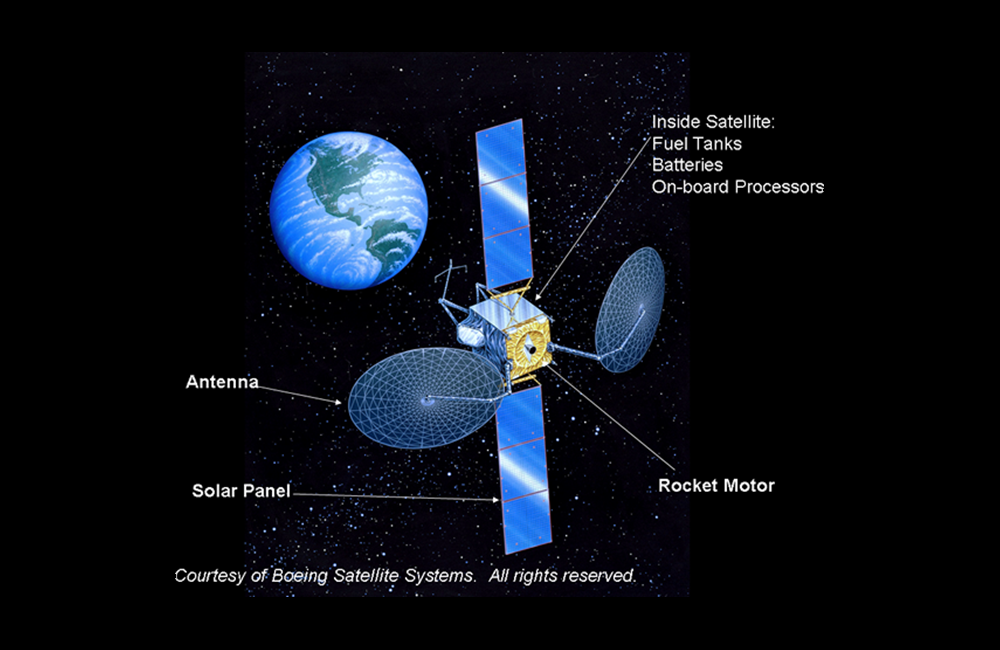 Inside Satellite:
Fuel Tanks
Batteries
On-board Processors
Antenna
Solar Panel
Rocket Motor
Courtesy of Boeing Satellite Systems. All rights reserved.